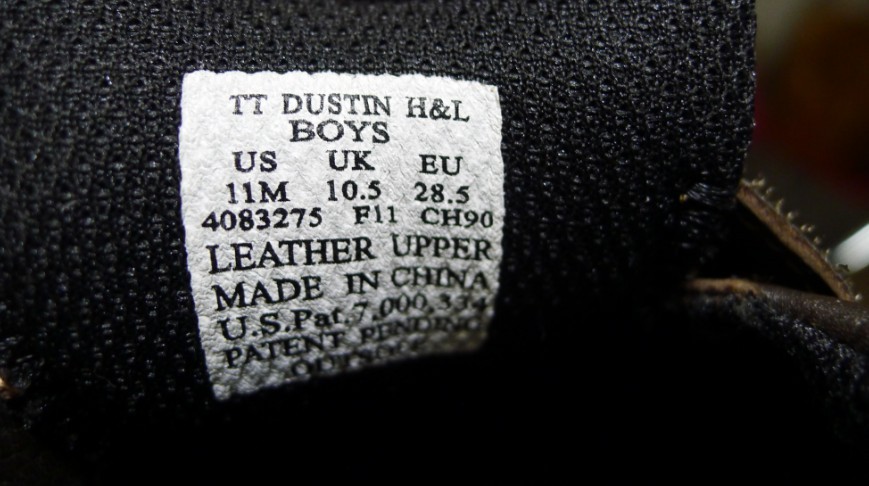 TT DUSTIN H&L
BOYS
US UK EU
11M 10.5 28.5
4083275 F11 CH90
LEATHER UPPER
MADE IN CHINA
U.S.Pat.7,000,334
PATENT PENDING